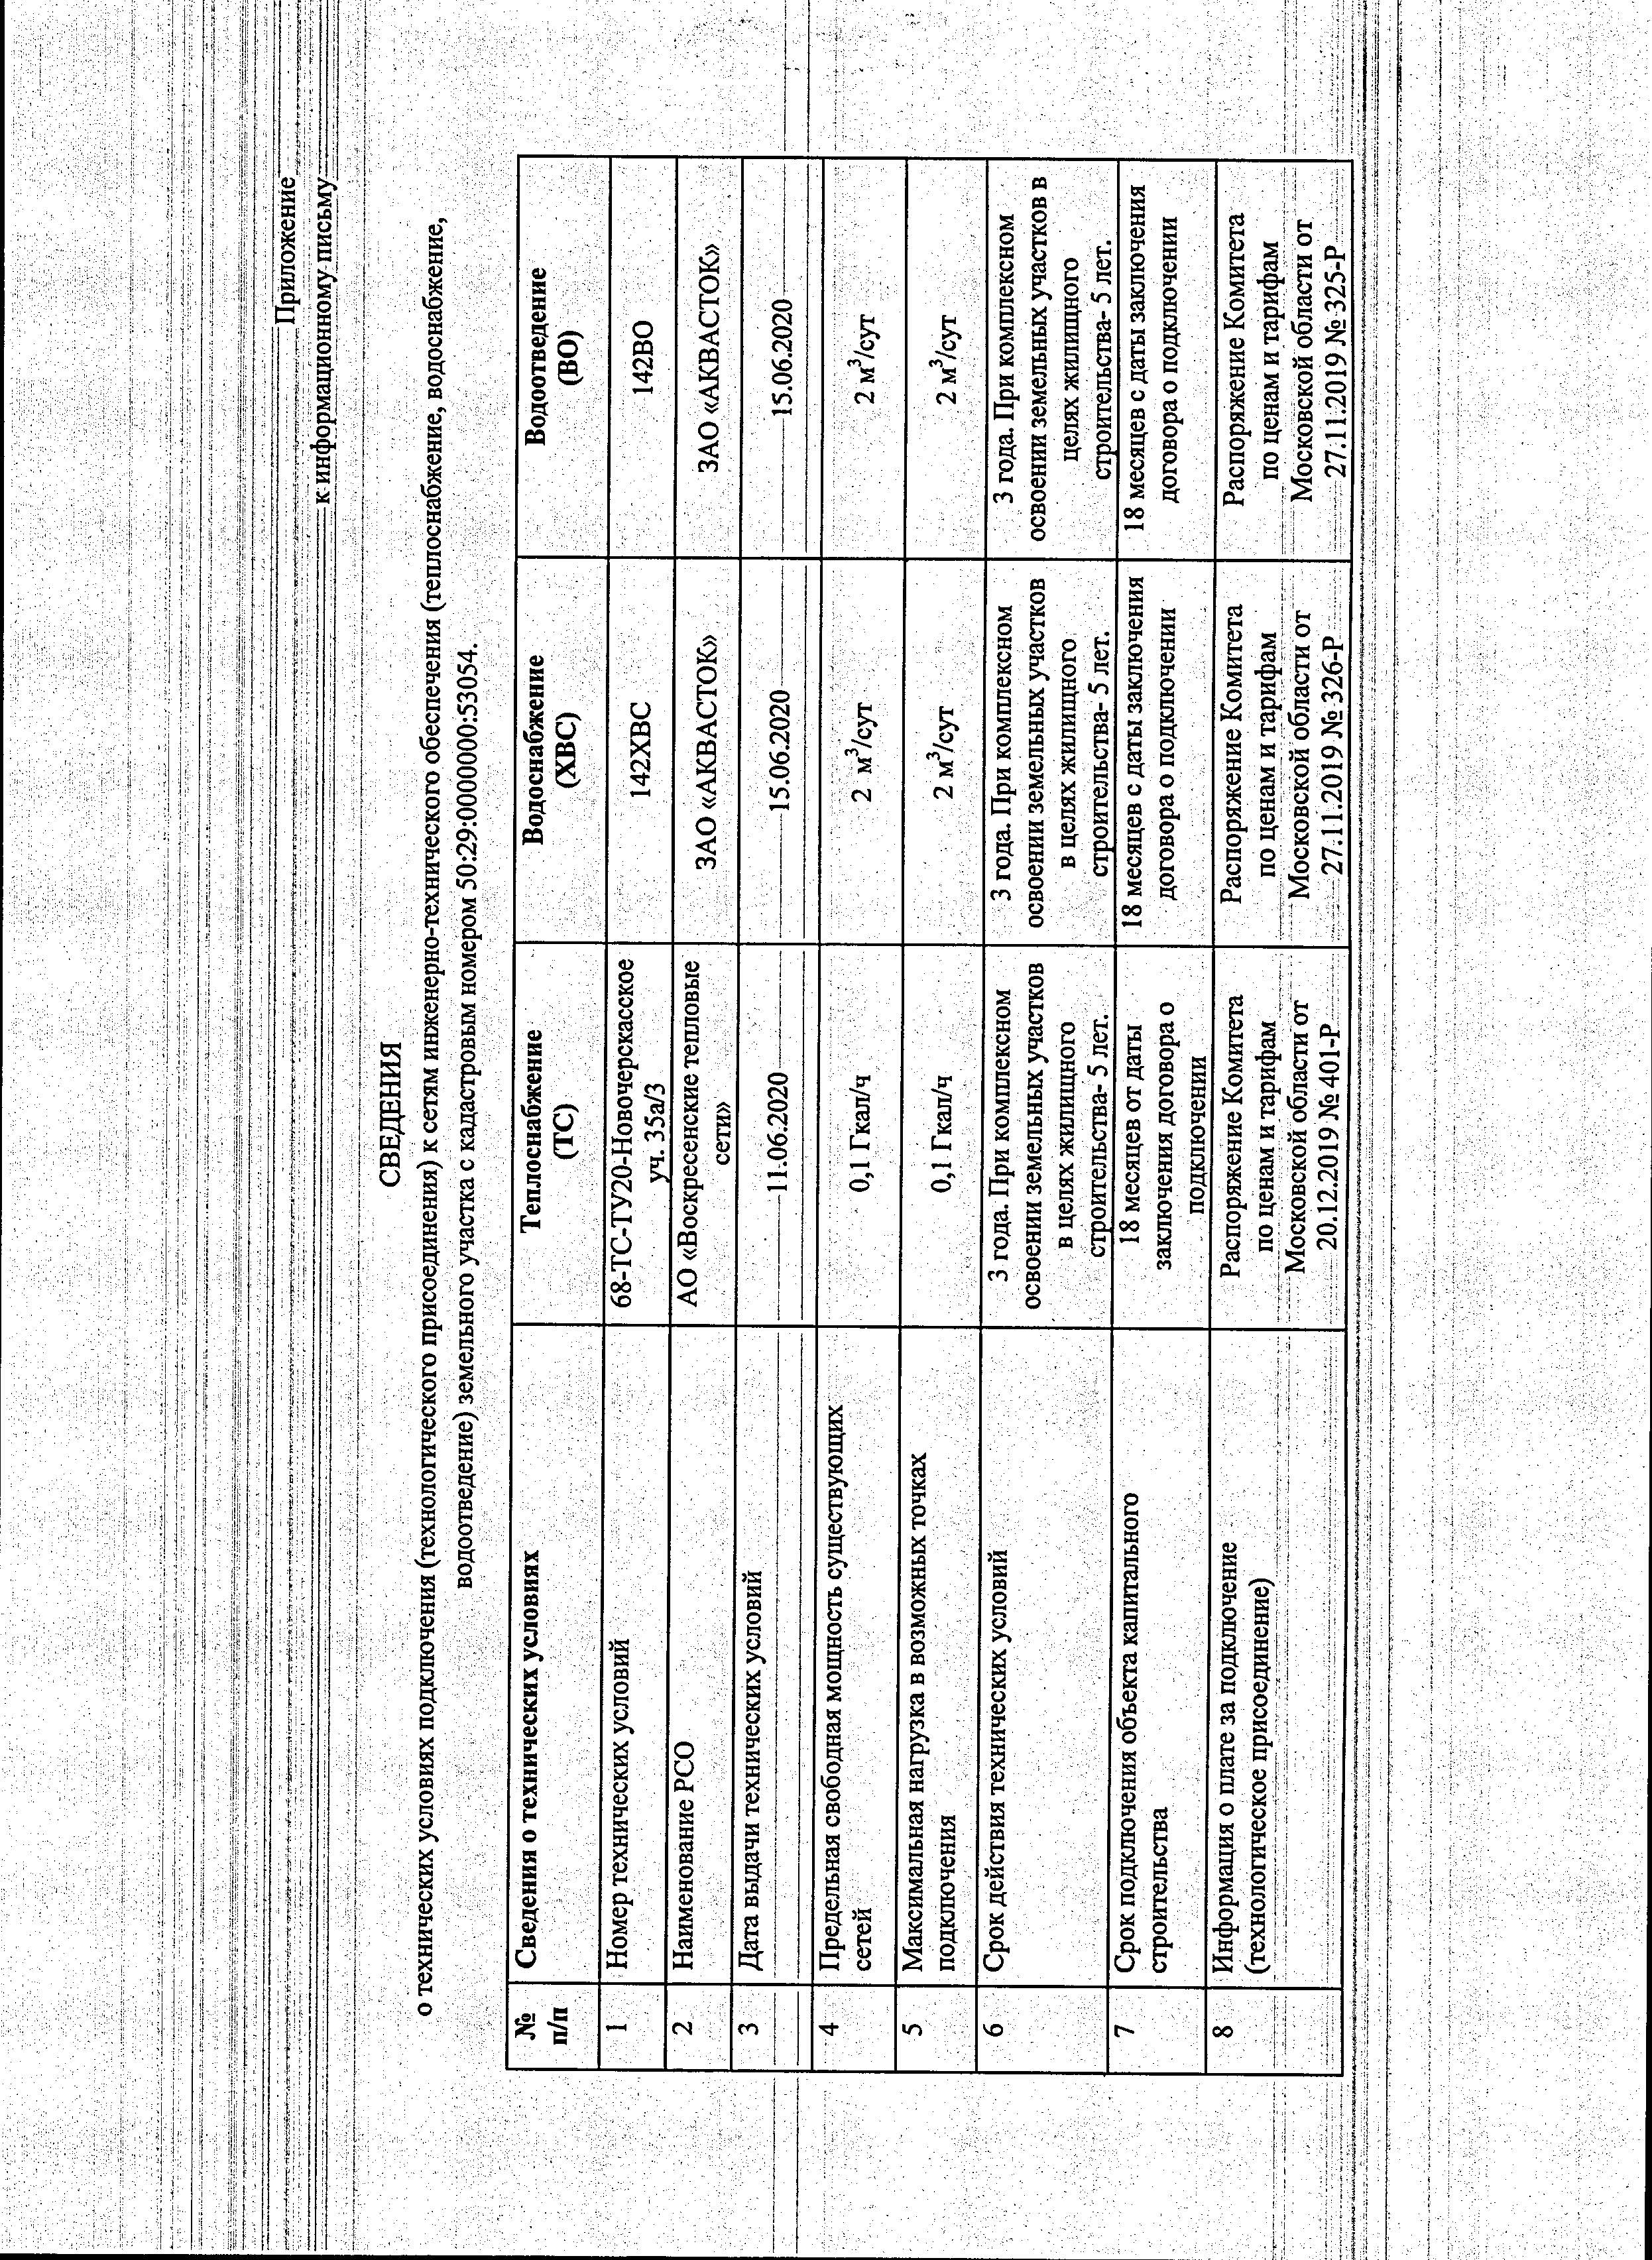 Приложение
к информационному письму
СВЕДЕНИЯ
о технических условиях подключения (технологического присоединения) к сетям инженерно-технического обеспечения (теплоснабжение, водоснабжение,
водоотведение) земельного участка с кадастровым номером 50:29:0000000:53054.
№
п/п
Сведения о технических условиях
Теплоснабжение
(ТС)
Водоснабжение
(ХВС)
Водоотведение
(ВО)
1
Номер технических условий
68-ТС-ТУ20-Новочерскасское
уч. 35а/3
142ХВС
142ВО
2
Наименование РСО
АО «Воскресенские тепловые
сети»
ЗАО «АКВАСТОК»
ЗАО «АКВАСТОК»
3
Дата выдачи технических условий
11.06.2020
15.06.2020
15.06.2020
4
Предельная свободная мощность существующих
сетей
0,1 Гкал/ч
2 м³/сут
2 м³/сут
5
Максимальная нагрузка в возможных точках
подключения
0,1 Гкал/ч
2 м³/сут
2 м³/сут
6
Срок действия технических условий
3 года. При комплексном
освоении земельных участков
в целях жилищного
строительства- 5 лет.
3 года. При комплексном
освоении земельных участков
в целях жилищного
строительства- 5 лет.
3 года. При комплексном
освоении земельных участков в
целях жилищного
строительства- 5 лет.
7
Срок подключения объекта капитального
строительства
18 месяцев от даты
заключения договора о
подключении
18 месяцев с даты заключения
договора о подключении
18 месяцев с даты заключения
договора о подключении
8
Информация о плате за подключение
(технологическое присоединение)
Распоряжение Комитета
по ценам и тарифам
Московской области от
20.12.2019 № 401-Р
Распоряжение Комитета
по ценам и тарифам
Московской области от
27.11.2019 № 326-Р
Распоряжение Комитета
по ценам и тарифам
Московской области от
27.11.2019 № 325-Р